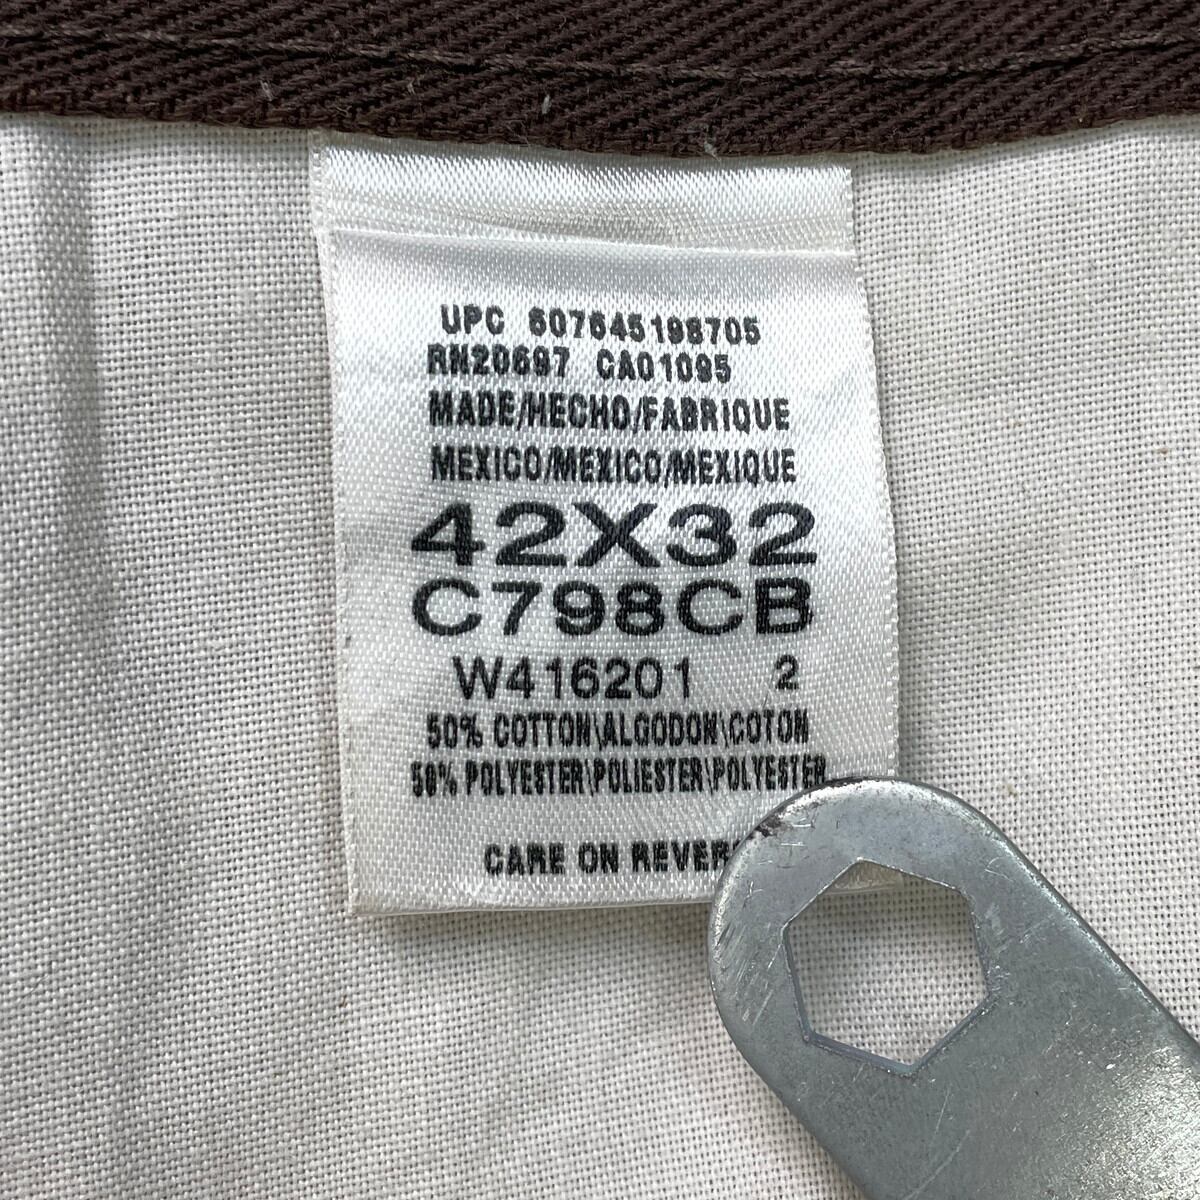 UPC 607645198705
RN20697 CA01095
MADE/HECHO/FABRIQUE
MEXICO/MEXICO/MEXIQUE
42X32
C798CB
W416201 2
50% COTTON\ALGODON\COTON
50% POLYESTER\POLIESTER\POLYESTER
CARE ON